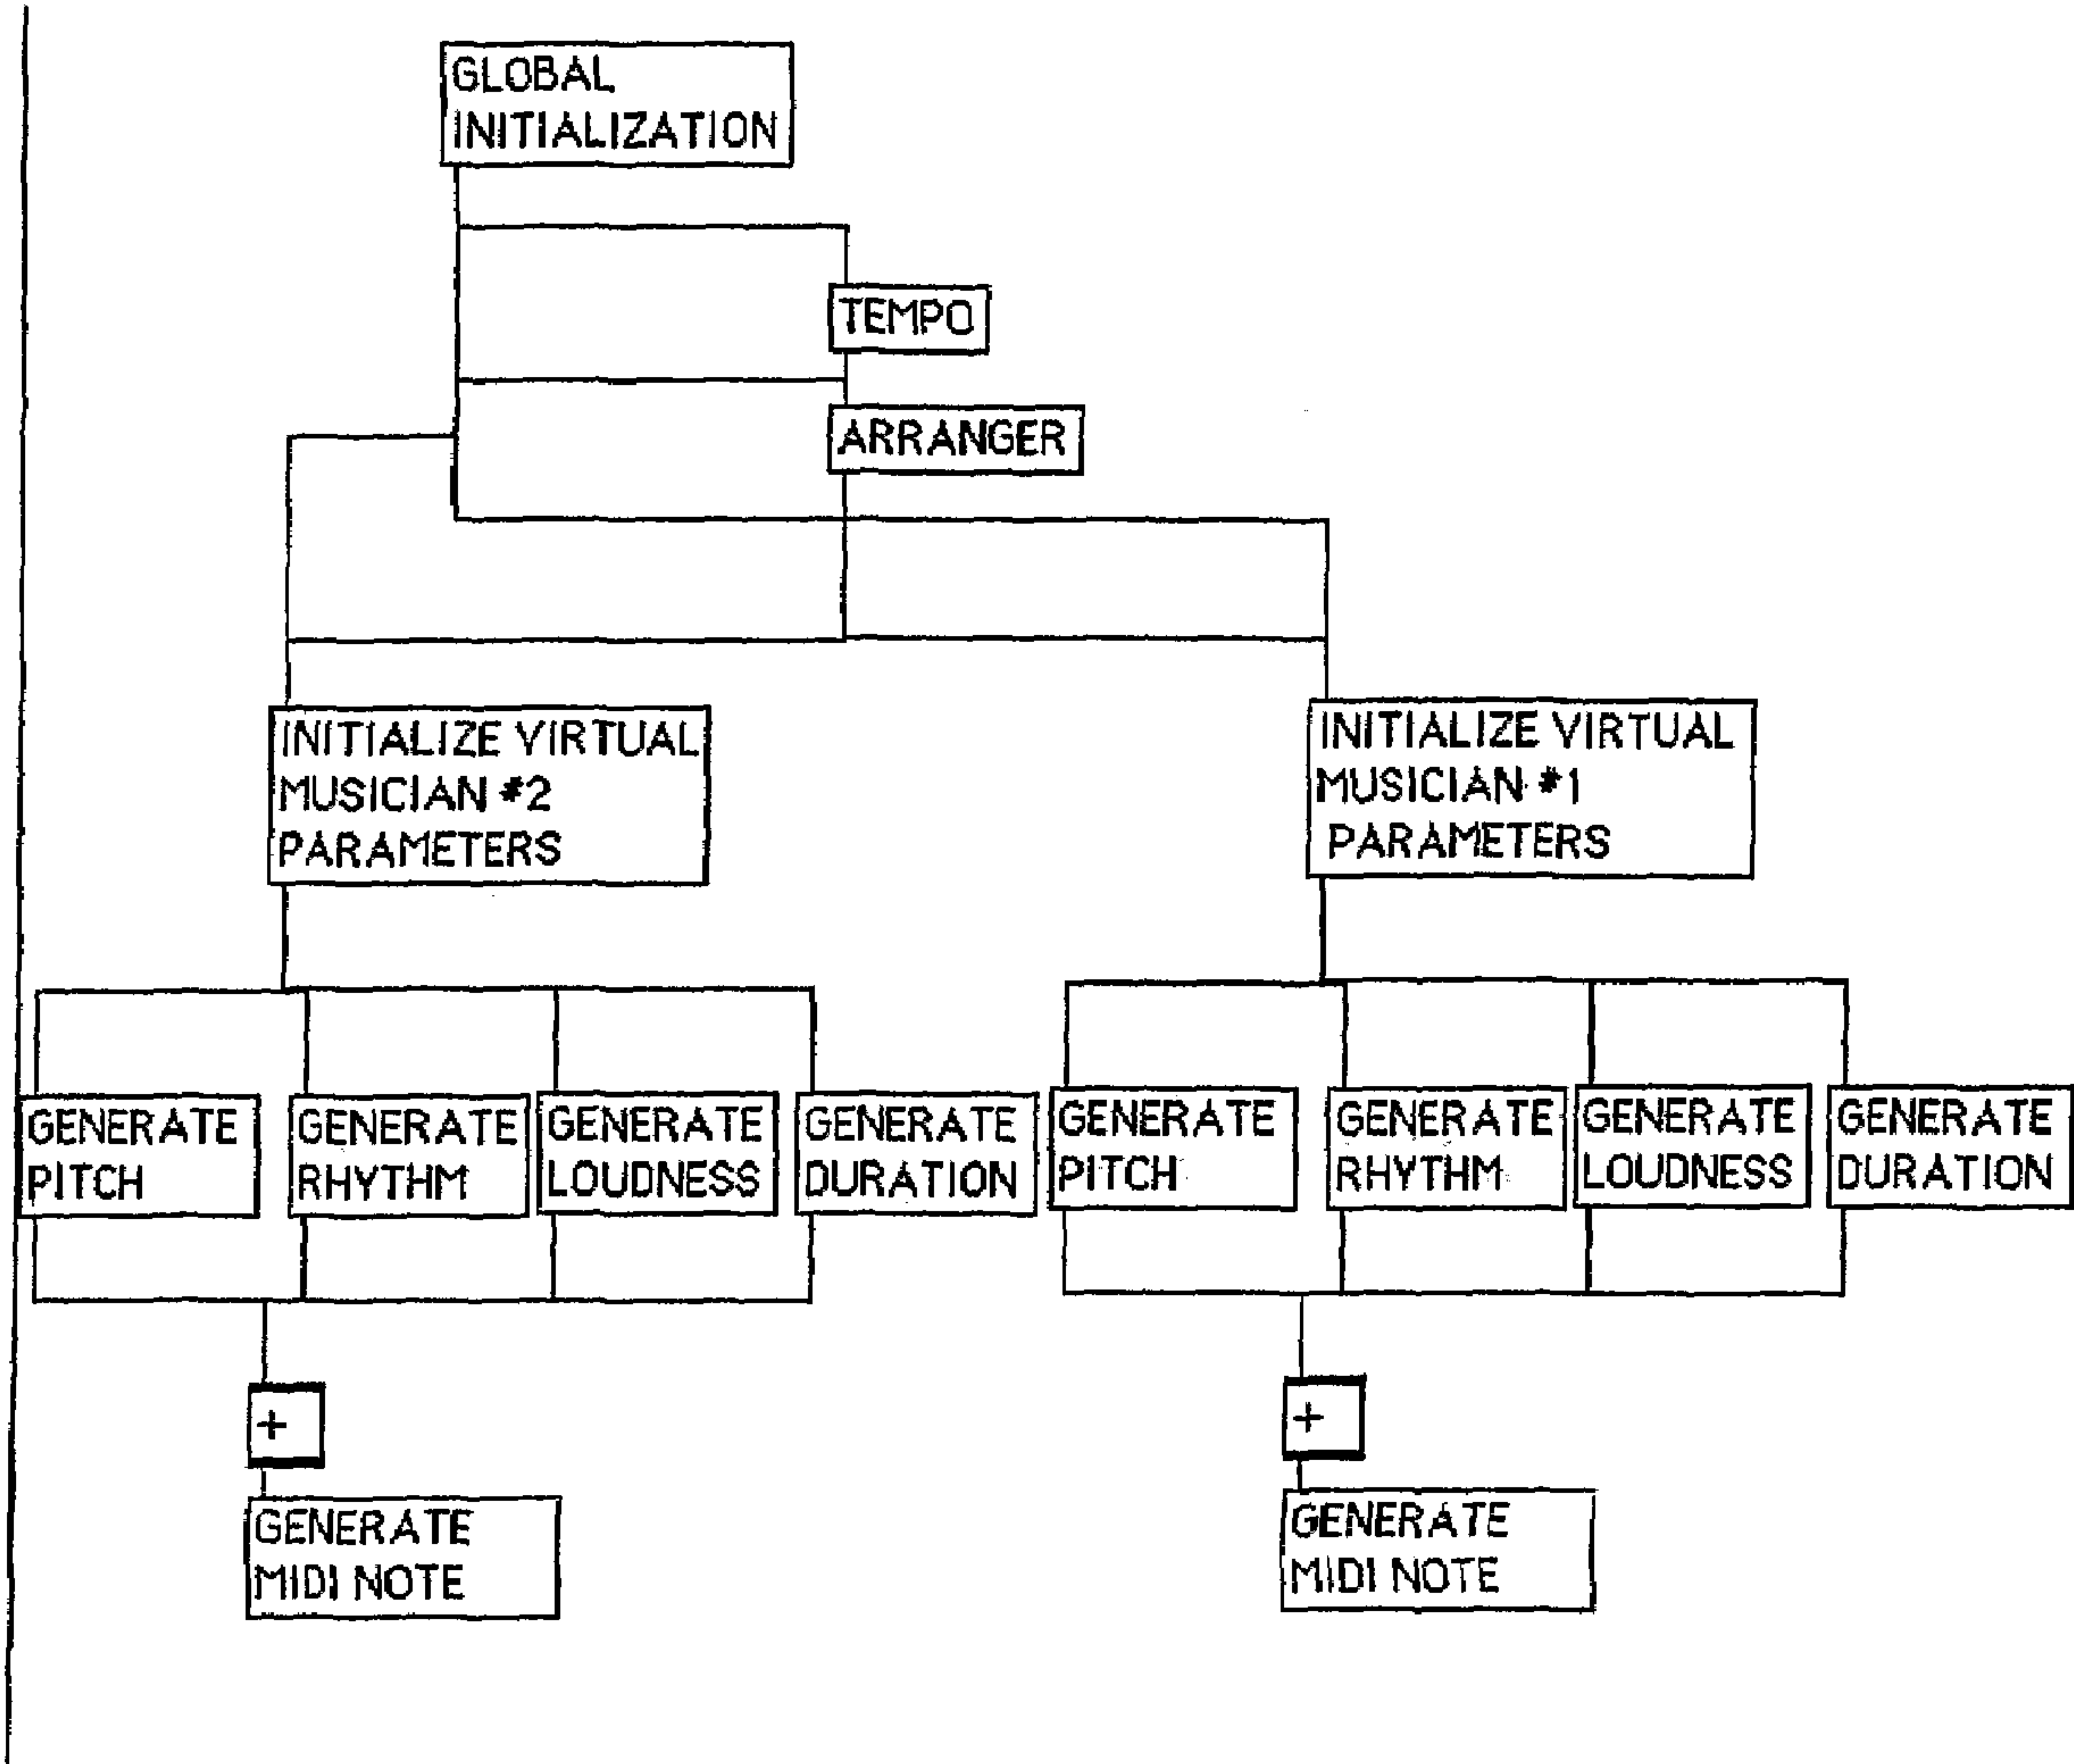 GLOBAL
INITIALIZATION
TEMPO
ARRANGER
INITIALIZE VIRTUAL
MUSICIAN #2
PARAMETERS
INITIALIZE VIRTUAL
MUSICIAN #1
PARAMETERS
GENERATE
PITCH
GENERATE
RHYTHM
GENERATE
LOUDNESS
GENERATE
DURATION
GENERATE
PITCH
GENERATE
RHYTHM
GENERATE
LOUDNESS
GENERATE
DURATION
+
+
GENERATE
MIDI NOTE
GENERATE
MIDI NOTE